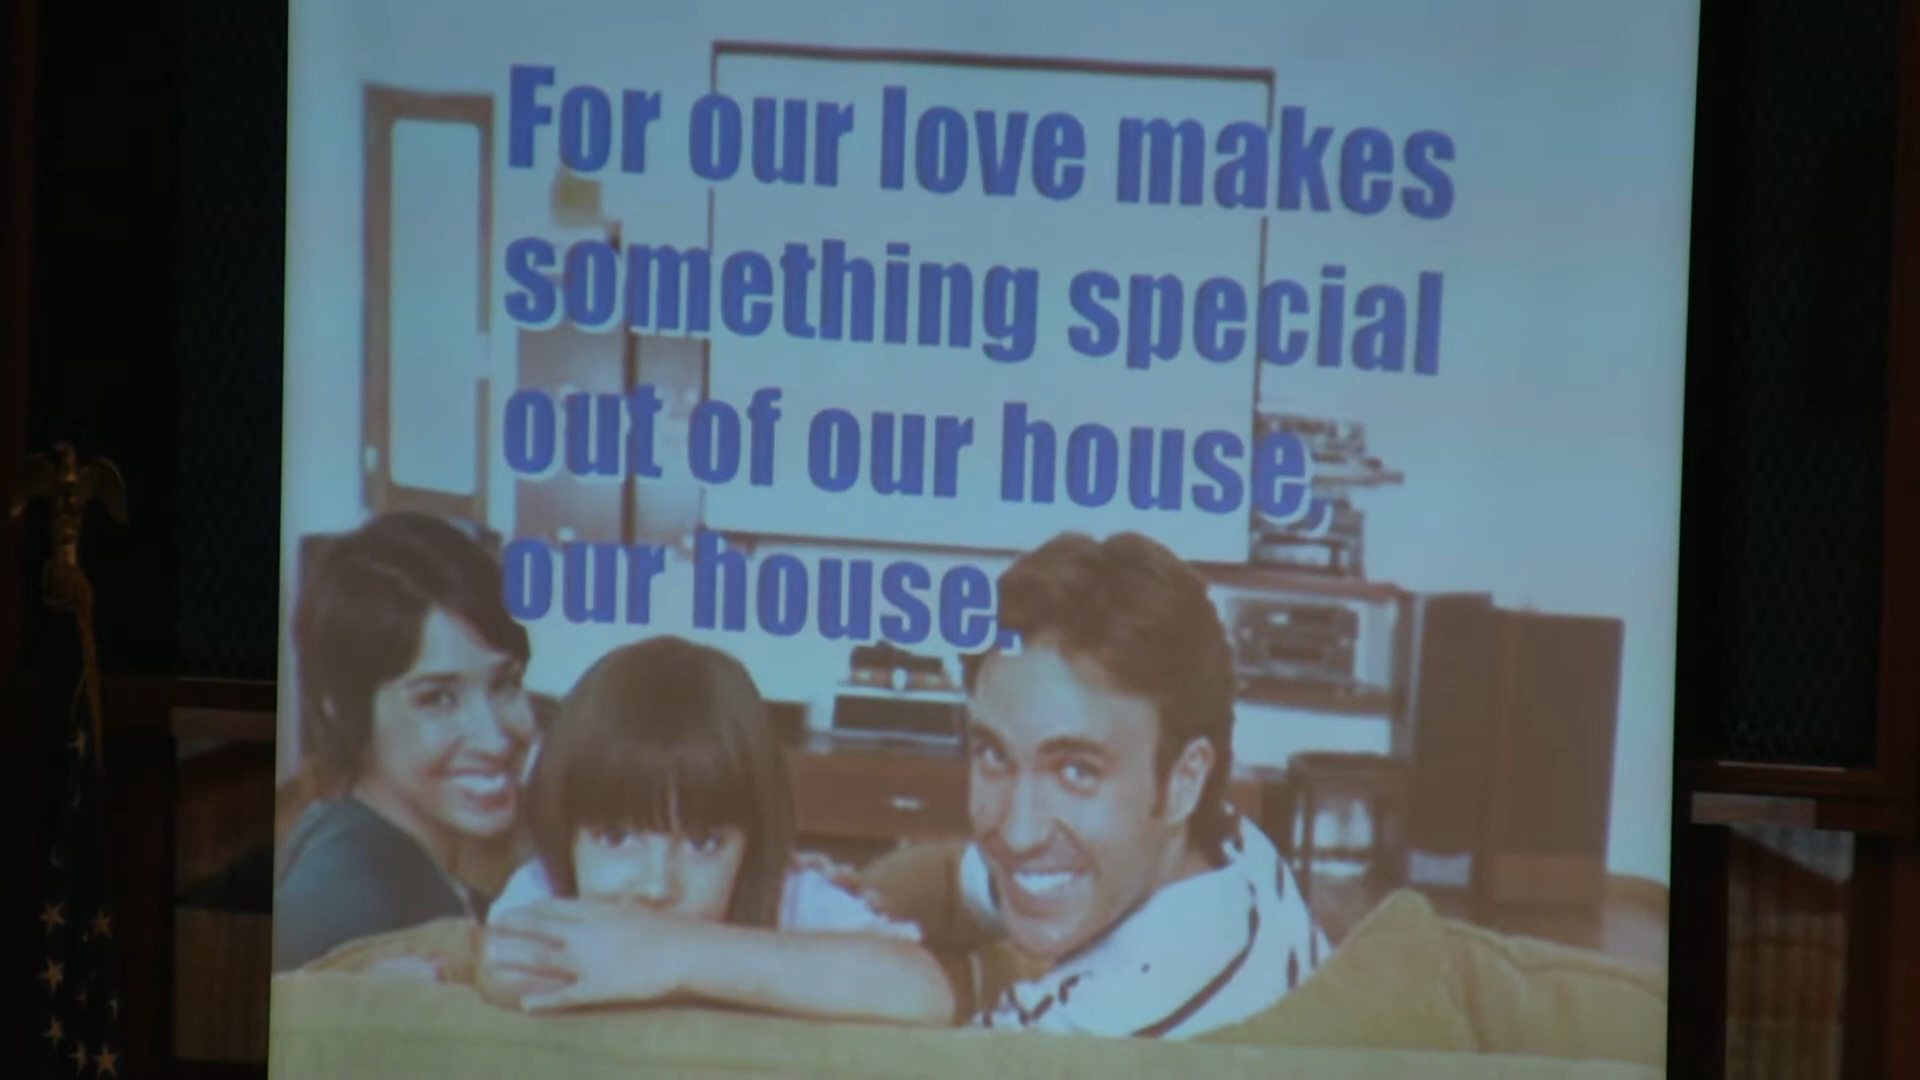 For our love makes
something special
out of our house,
our house.